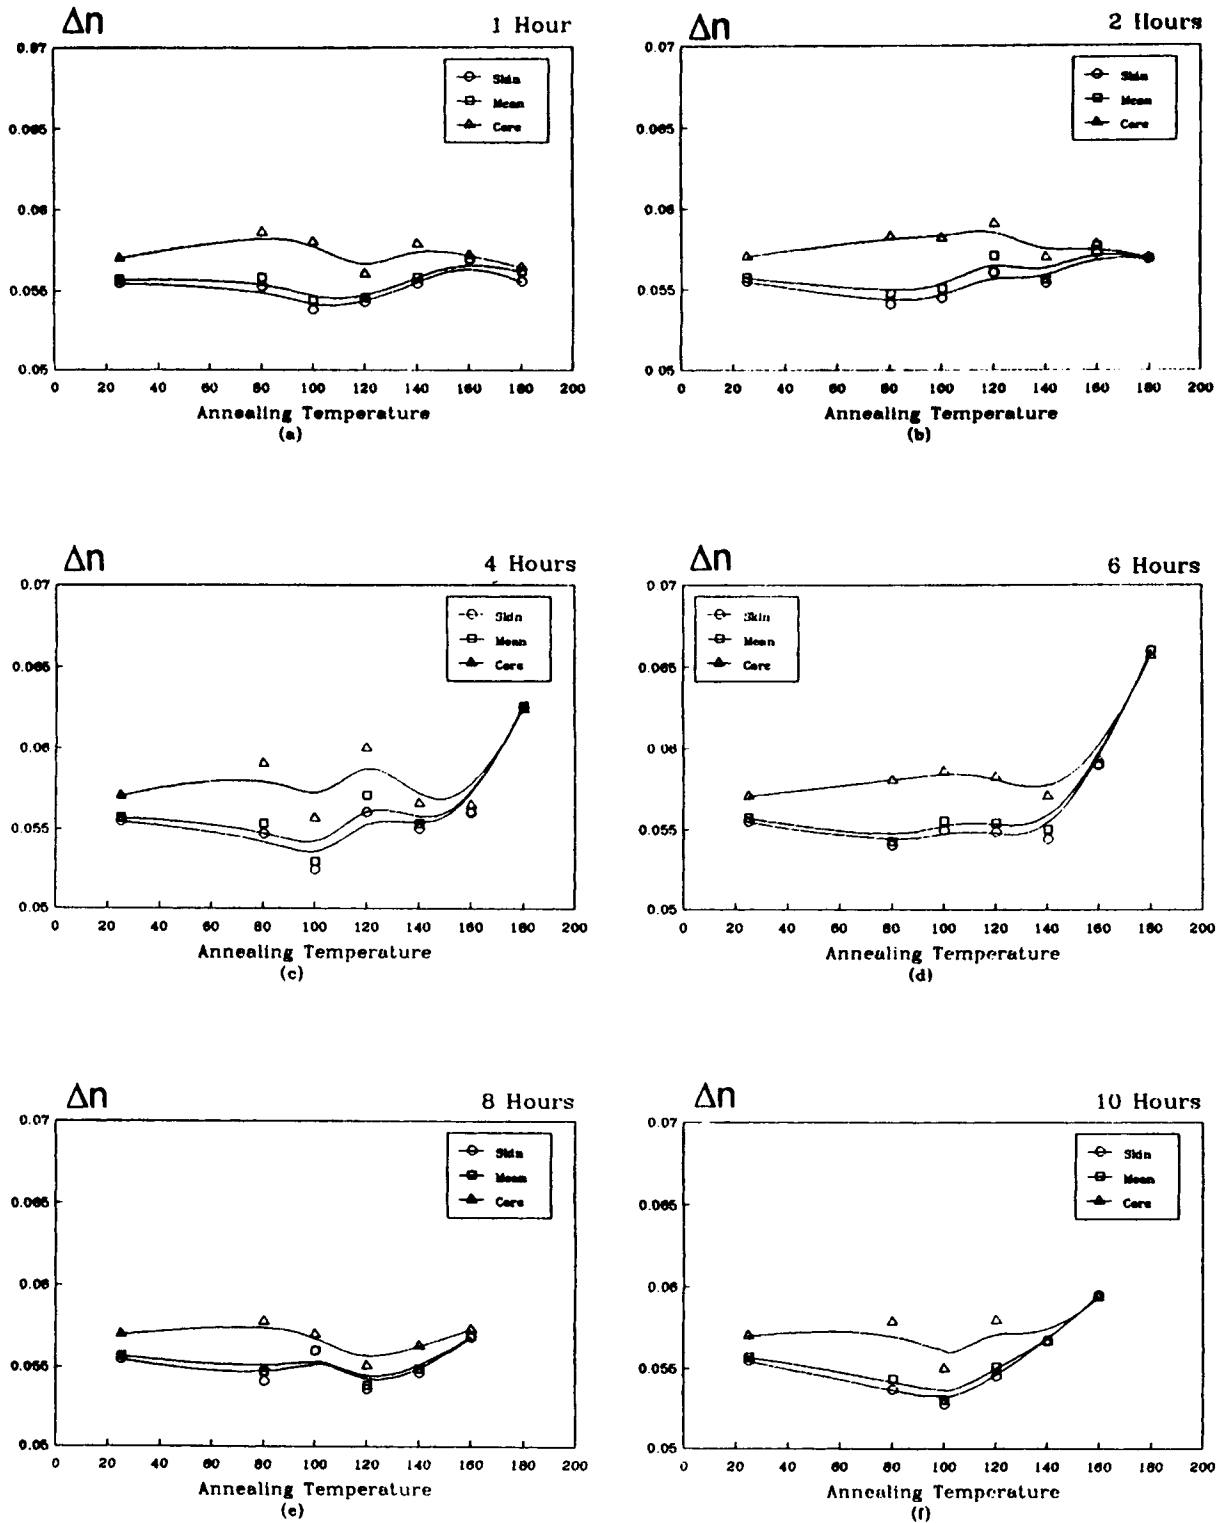 Δn 1 Hour
0.07
0.065
0.06
0.055
0.05
Skin
Mean
Core
0 20 40 60 80 100 120 140 160 180 200
Annealing Temperature
(a)
Δn 2 Hours
0.07
0.065
0.06
0.055
0.05
Skin
Mean
Core
0 20 40 60 80 100 120 140 160 180 200
Annealing Temperature
(b)
Δn 4 Hours
0.07
0.065
0.06
0.055
0.05
Skin
Mean
Core
0 20 40 60 80 100 120 140 160 180 200
Annealing Temperature
(c)
Δn 6 Hours
0.07
0.065
0.06
0.055
0.05
Skin
Mean
Core
0 20 40 60 80 100 120 140 160 180 200
Annealing Temperature
(d)
Δn 8 Hours
0.07
0.065
0.06
0.055
0.05
Skin
Mean
Core
0 20 40 60 80 100 120 140 160 180 200
Annealing Temperature
(e)
Δn 10 Hours
0.07
0.065
0.06
0.055
0.05
Skin
Mean
Core
0 20 40 60 80 100 120 140 160 180 200
Annealing Temperature
(f)